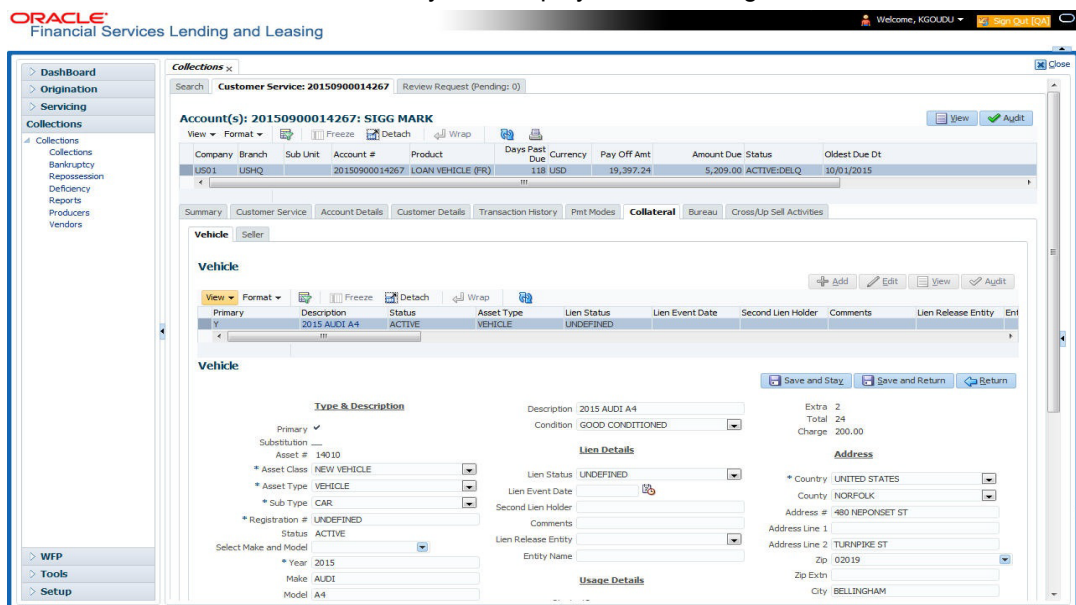 ORACLE
Financial Services Lending and Leasing
Welcome, KGOUDU
Sign Out [QA]
Close
DashBoard
Origination
Servicing
Collections
Collections
Collections
Bankruptcy
Repossession
Deficiency
Reports
Producers
Vendors
WFP
Tools
Setup
Collections x
Search Customer Service: 20150900014267 Review Request (Pending: 0)
Account(s): 20150900014267: SIGG MARK
View Audit
View Format Freeze Detach Wrap
Company Branch Sub Unit Account # Product Days Past Due Currency Pay Off Amt Amount Due Status Oldest Due Dt
US01 USHQ 20150900014267 LOAN VEHICLE (FR) 118 USD 19,397.24 5,209.00 ACTIVE:DELQ 10/01/2015
Summary Customer Service Account Details Customer Details Transaction History Pmt Modes Collateral Bureau Cross/Up Sell Activities
Vehicle Seller
Vehicle
Add Edit View Audit
View Format Freeze Detach Wrap
Primary Description Status Asset Type Lien Status Lien Event Date Second Lien Holder Comments Lien Release Entity Ent
Y 2015 AUDI A4 ACTIVE VEHICLE UNDEFINED
Vehicle
Save and Stay Save and Return Return
Type & Description
Primary
Substitution
Asset # 14010
* Asset Class NEW VEHICLE
* Asset Type VEHICLE
* Sub Type CAR
* Registration # UNDEFINED
Status ACTIVE
Select Make and Model
* Year 2015
Make AUDI
Model A4
Description 2015 AUDI A4
Condition GOOD CONDITIONED
Lien Details
Lien Status UNDEFINED
Lien Event Date
Second Lien Holder
Comments
Lien Release Entity
Entity Name
Usage Details
Extra 2
Total 24
Charge 200.00
Address
* Country UNITED STATES
County NORFOLK
Address # 480 NEPONSET ST
Address Line 1
Address Line 2 TURNPIKE ST
Zip 02019
Zip Extn
City BELLINGHAM